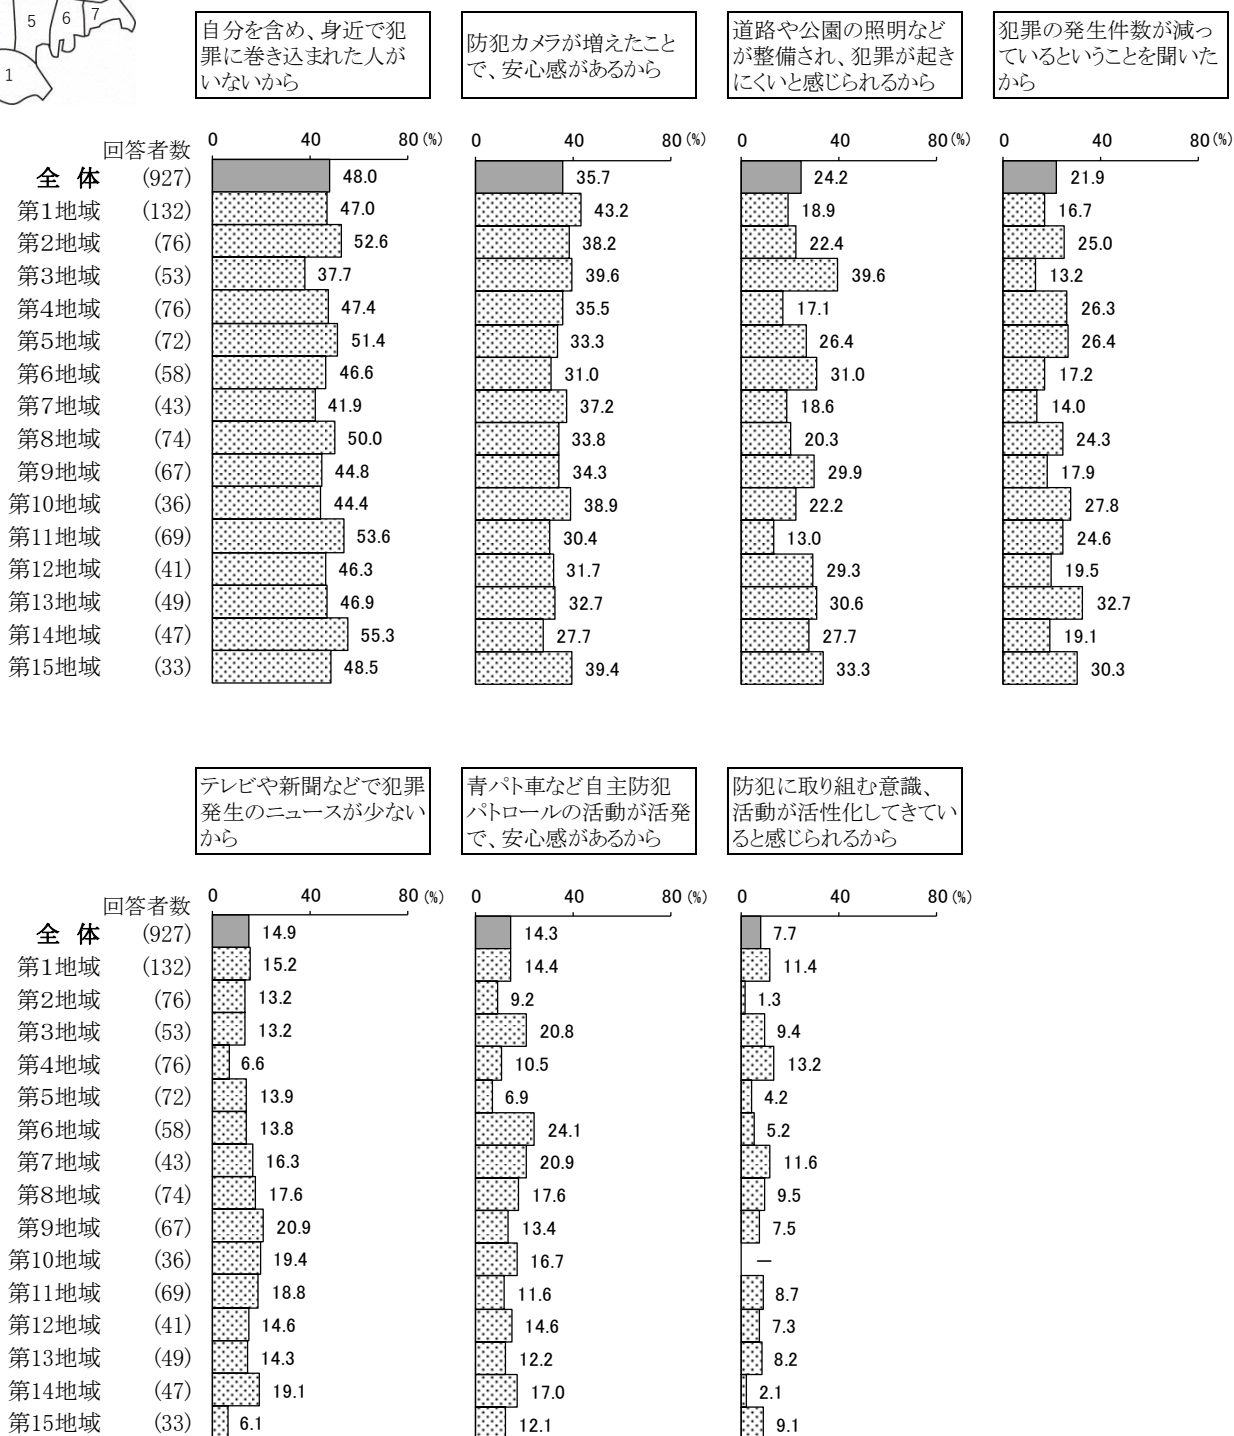 5 6 7
1
自分を含め、身近で犯
罪に巻き込まれた人が
いないから
防犯カメラが増えたこと
で、安心感があるから
道路や公園の照明など
が整備され、犯罪が起き
にくいと感じられるから
犯罪の発生件数が減っ
ているということを聞いた
から
回答者数 0 40 80(%) 0 40 80(%) 0 40 80(%) 0 40 80(%)
全 体 (927) 48.0 35.7 24.2 21.9
第1地域 (132) 47.0 43.2 18.9 16.7
第2地域 (76) 52.6 38.2 22.4 25.0
第3地域 (53) 37.7 39.6 39.6 13.2
第4地域 (76) 47.4 35.5 17.1 26.3
第5地域 (72) 51.4 33.3 26.4 26.4
第6地域 (58) 46.6 31.0 31.0 17.2
第7地域 (43) 41.9 37.2 18.6 14.0
第8地域 (74) 50.0 33.8 20.3 24.3
第9地域 (67) 44.8 34.3 29.9 17.9
第10地域 (36) 44.4 38.9 22.2 27.8
第11地域 (69) 53.6 30.4 13.0 24.6
第12地域 (41) 46.3 31.7 29.3 19.5
第13地域 (49) 46.9 32.7 30.6 32.7
第14地域 (47) 55.3 27.7 27.7 19.1
第15地域 (33) 48.5 39.4 33.3 30.3
テレビや新聞などで犯罪
発生のニュースが少ない
から
青パト車など自主防犯
パトロールの活動が活発
で、安心感があるから
防犯に取り組む意識、
活動が活性化してきてい
ると感じられるから
回答者数 0 40 80(%) 0 40 80(%) 0 40 80(%)
全 体 (927) 14.9 14.3 7.7
第1地域 (132) 15.2 14.4 11.4
第2地域 (76) 13.2 9.2 1.3
第3地域 (53) 13.2 20.8 9.4
第4地域 (76) 6.6 10.5 13.2
第5地域 (72) 13.9 6.9 4.2
第6地域 (58) 13.8 24.1 5.2
第7地域 (43) 16.3 20.9 11.6
第8地域 (74) 17.6 17.6 9.5
第9地域 (67) 20.9 13.4 7.5
第10地域 (36) 19.4 16.7 －
第11地域 (69) 18.8 11.6 8.7
第12地域 (41) 14.6 14.6 7.3
第13地域 (49) 14.3 12.2 8.2
第14地域 (47) 19.1 17.0 2.1
第15地域 (33) 6.1 12.1 9.1